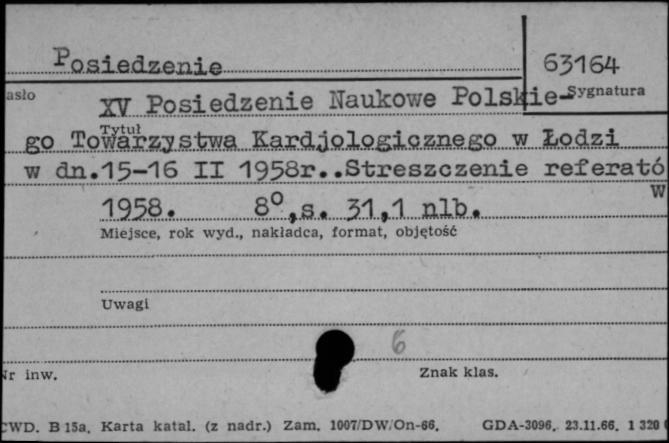 Posiedzenie
63164
asło
Sygnatura
XV Posiedzenie Naukowe Polskie-
Tytuł
go Towarzystwa Kardjologicznego w Łodzi
w dn.15-16 II 1958r..Streszczenie referató
w
1958. 8°,s. 31,1 nlb.
Miejsce, rok wyd., nakładca, format, objętość
Uwagi
6
Nr inw.
Znak klas.
CWD. B 15a. Karta katal. (z nadr.) Zam. 1007/DW/On-66. GDA-3096. 23.11.66. 1 320